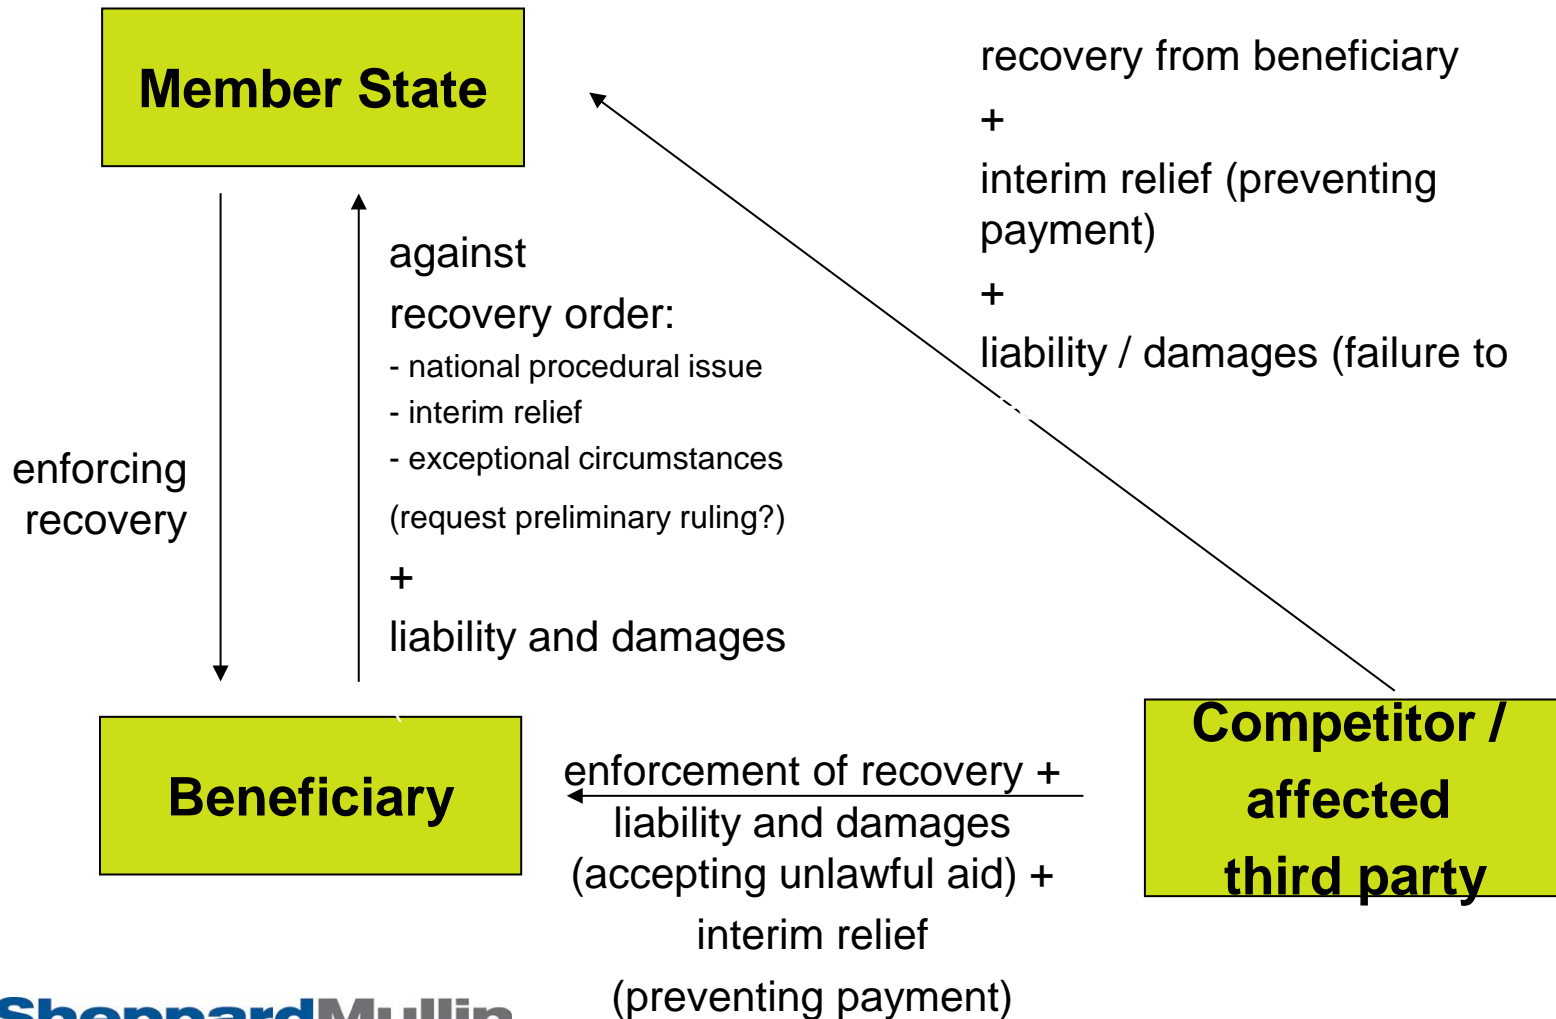 Member State
recovery from beneficiary
+
interim relief (preventing
payment)
+
liability / damages (failure to
against
recovery order:
- national procedural issue
- interim relief
- exceptional circumstances
(request preliminary ruling?)
+
liability and damages
enforcing
recovery
Beneficiary
enforcement of recovery +
liability and damages
(accepting unlawful aid) +
interim relief
(preventing payment)
Competitor /
affected
third party
SheppardMullin